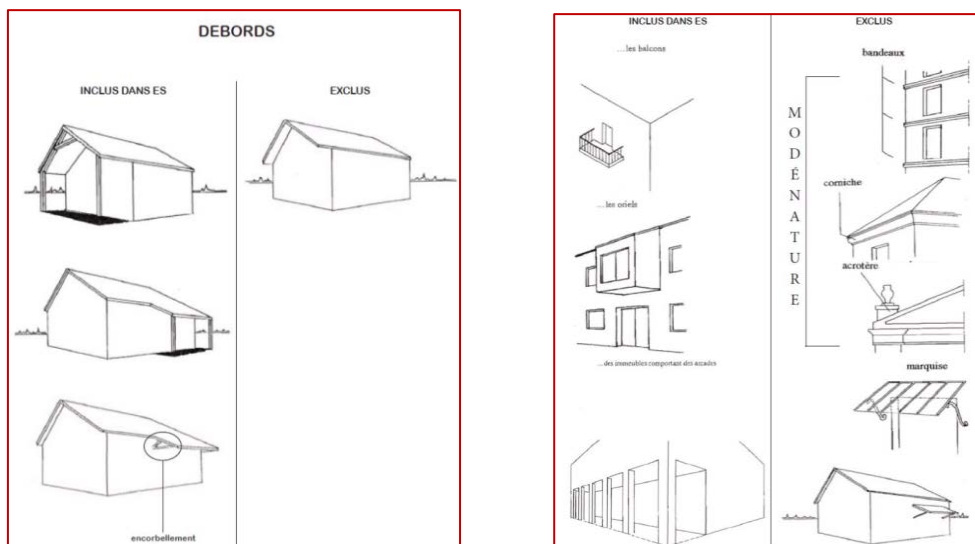 DEBORDS
INCLUS DANS ES
EXCLUS
encorbellement
INCLUS DANS ES
EXCLUS
...les balcons
bandeaux
MODÉNATURE
corniche
...les oriels
acrotère
...des immeubles comportant des arcades
marquise